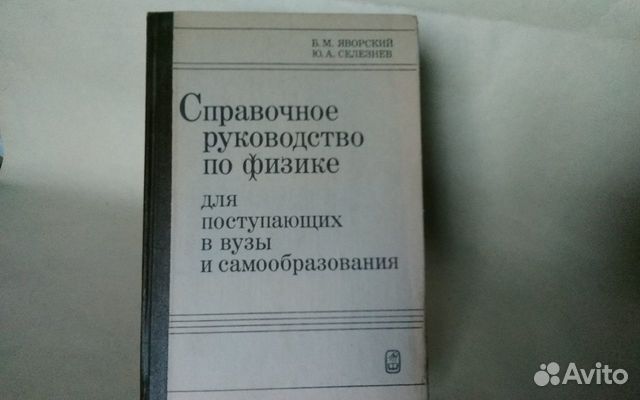 Б. М. ЯВОРСКИЙ
Ю. А. СЕЛЕЗНЕВ
Справочное
руководство
по физике
для
поступающих
в вузы
и самообразования
Avito